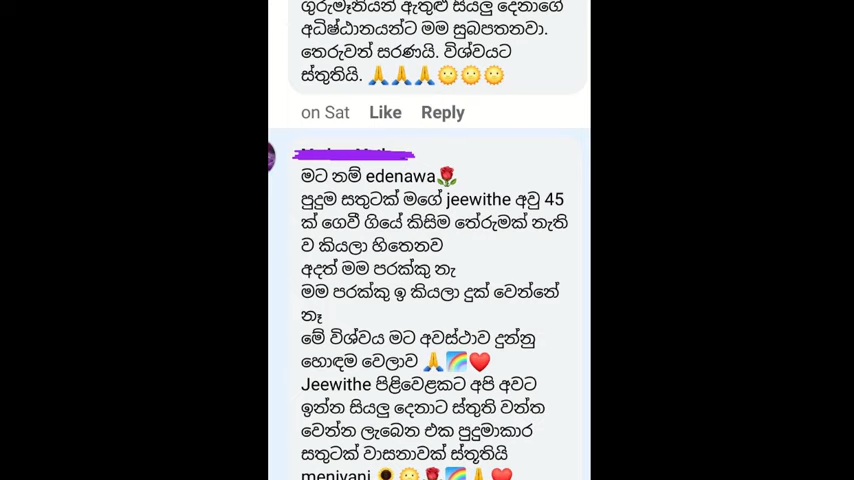 ගුරුමෑනියන් ඇතුළු සියලු දෙනාගේ
අධිෂ්ඨානයන්ට මම සුබපතනවා.
තෙරුවන් සරණයි. විශ්වයට
ස්තුතියි. 🙏🙏🙏🌞🌞🌞
on Sat Like Reply
මට නම් edenawa🌹
පුදුම සතුටක් මගේ jeewithe අවු 45
ක් ගෙවී ගියේ කිසිම තේරුමක් නැති
ව කියලා හිතෙනව
අදත් මම පරක්කු නැ
මම පරක්කු ඉ කියලා දුක් වෙන්නේ
නෑ
මේ විශ්වය මට අවස්ථාව දුන්නු
හොඳම වෙලාව 🙏🌈♥️
Jeewithe පිළිවෙළකට අපි අවට
ඉන්න සියලු දෙනාට ස්තුති වන්ත
වෙන්න ලැබෙන එක පුදුමාකාර
සතුටක් වාසනාවක් ස්තූතියි
meniyani 🌻🌞🌹🌈🙏♥️